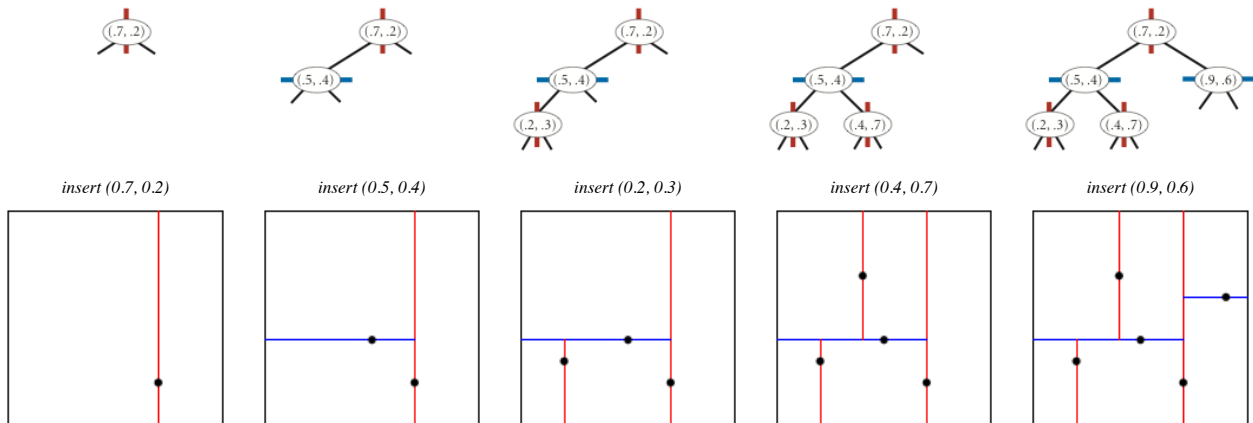 (.7, .2)
(.7, .2)
(.5, .4)
(.7, .2)
(.5, .4)
(.2, .3)
(.7, .2)
(.5, .4)
(.2, .3) (.4, .7)
(.7, .2)
(.5, .4) (.9, .6)
(.2, .3) (.4, .7)
insert (0.7, 0.2)
insert (0.5, 0.4)
insert (0.2, 0.3)
insert (0.4, 0.7)
insert (0.9, 0.6)